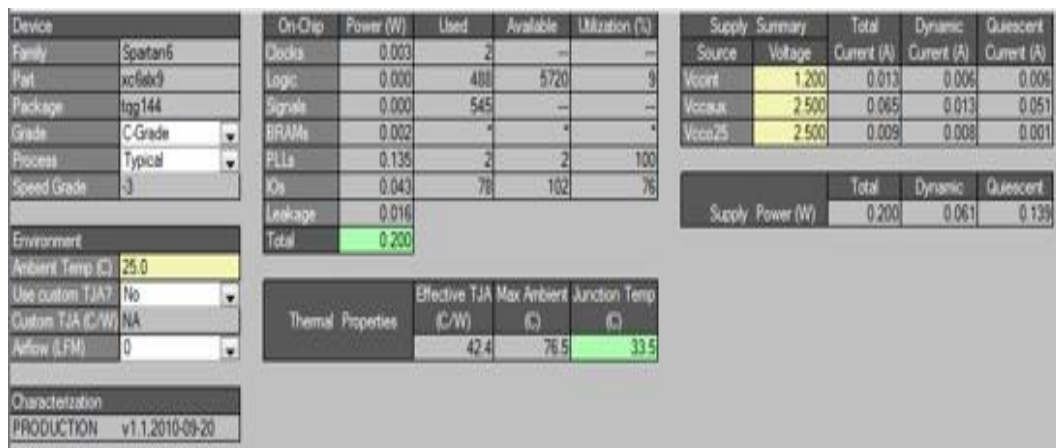 Device
Family Spartan6
Part xc6slx9
Package tqg144
Grade C-Grade
Process Typical
Speed Grade -3
Environment
Ambient Temp (C) 25.0
Use custom TJA? No
Custom TJA (C/W) NA
Airflow (LFM) 0
Characterization
PRODUCTION v1.1,2010-09-20
On-Chip Power (W) Used Available Utilization (%)
Clocks 0.003 2 --- ---
Logic 0.000 488 5720 9
Signals 0.000 545 --- ---
BRAMs 0.002 * * *
PLLs 0.135 2 2 100
IOs 0.043 78 102 76
Leakage 0.016
Total 0.200
Thermal Properties Effective TJA (C/W) Max Ambient (C) Junction Temp (C)
42.4 76.5 33.5
Supply Summary Total Dynamic Quiescent
Source Voltage Current (A) Current (A) Current (A)
Vccint 1.200 0.013 0.006 0.006
Vccaux 2.500 0.065 0.013 0.051
Vcco25 2.500 0.009 0.008 0.001
Total Dynamic Quiescent
Supply Power (W) 0.200 0.061 0.139